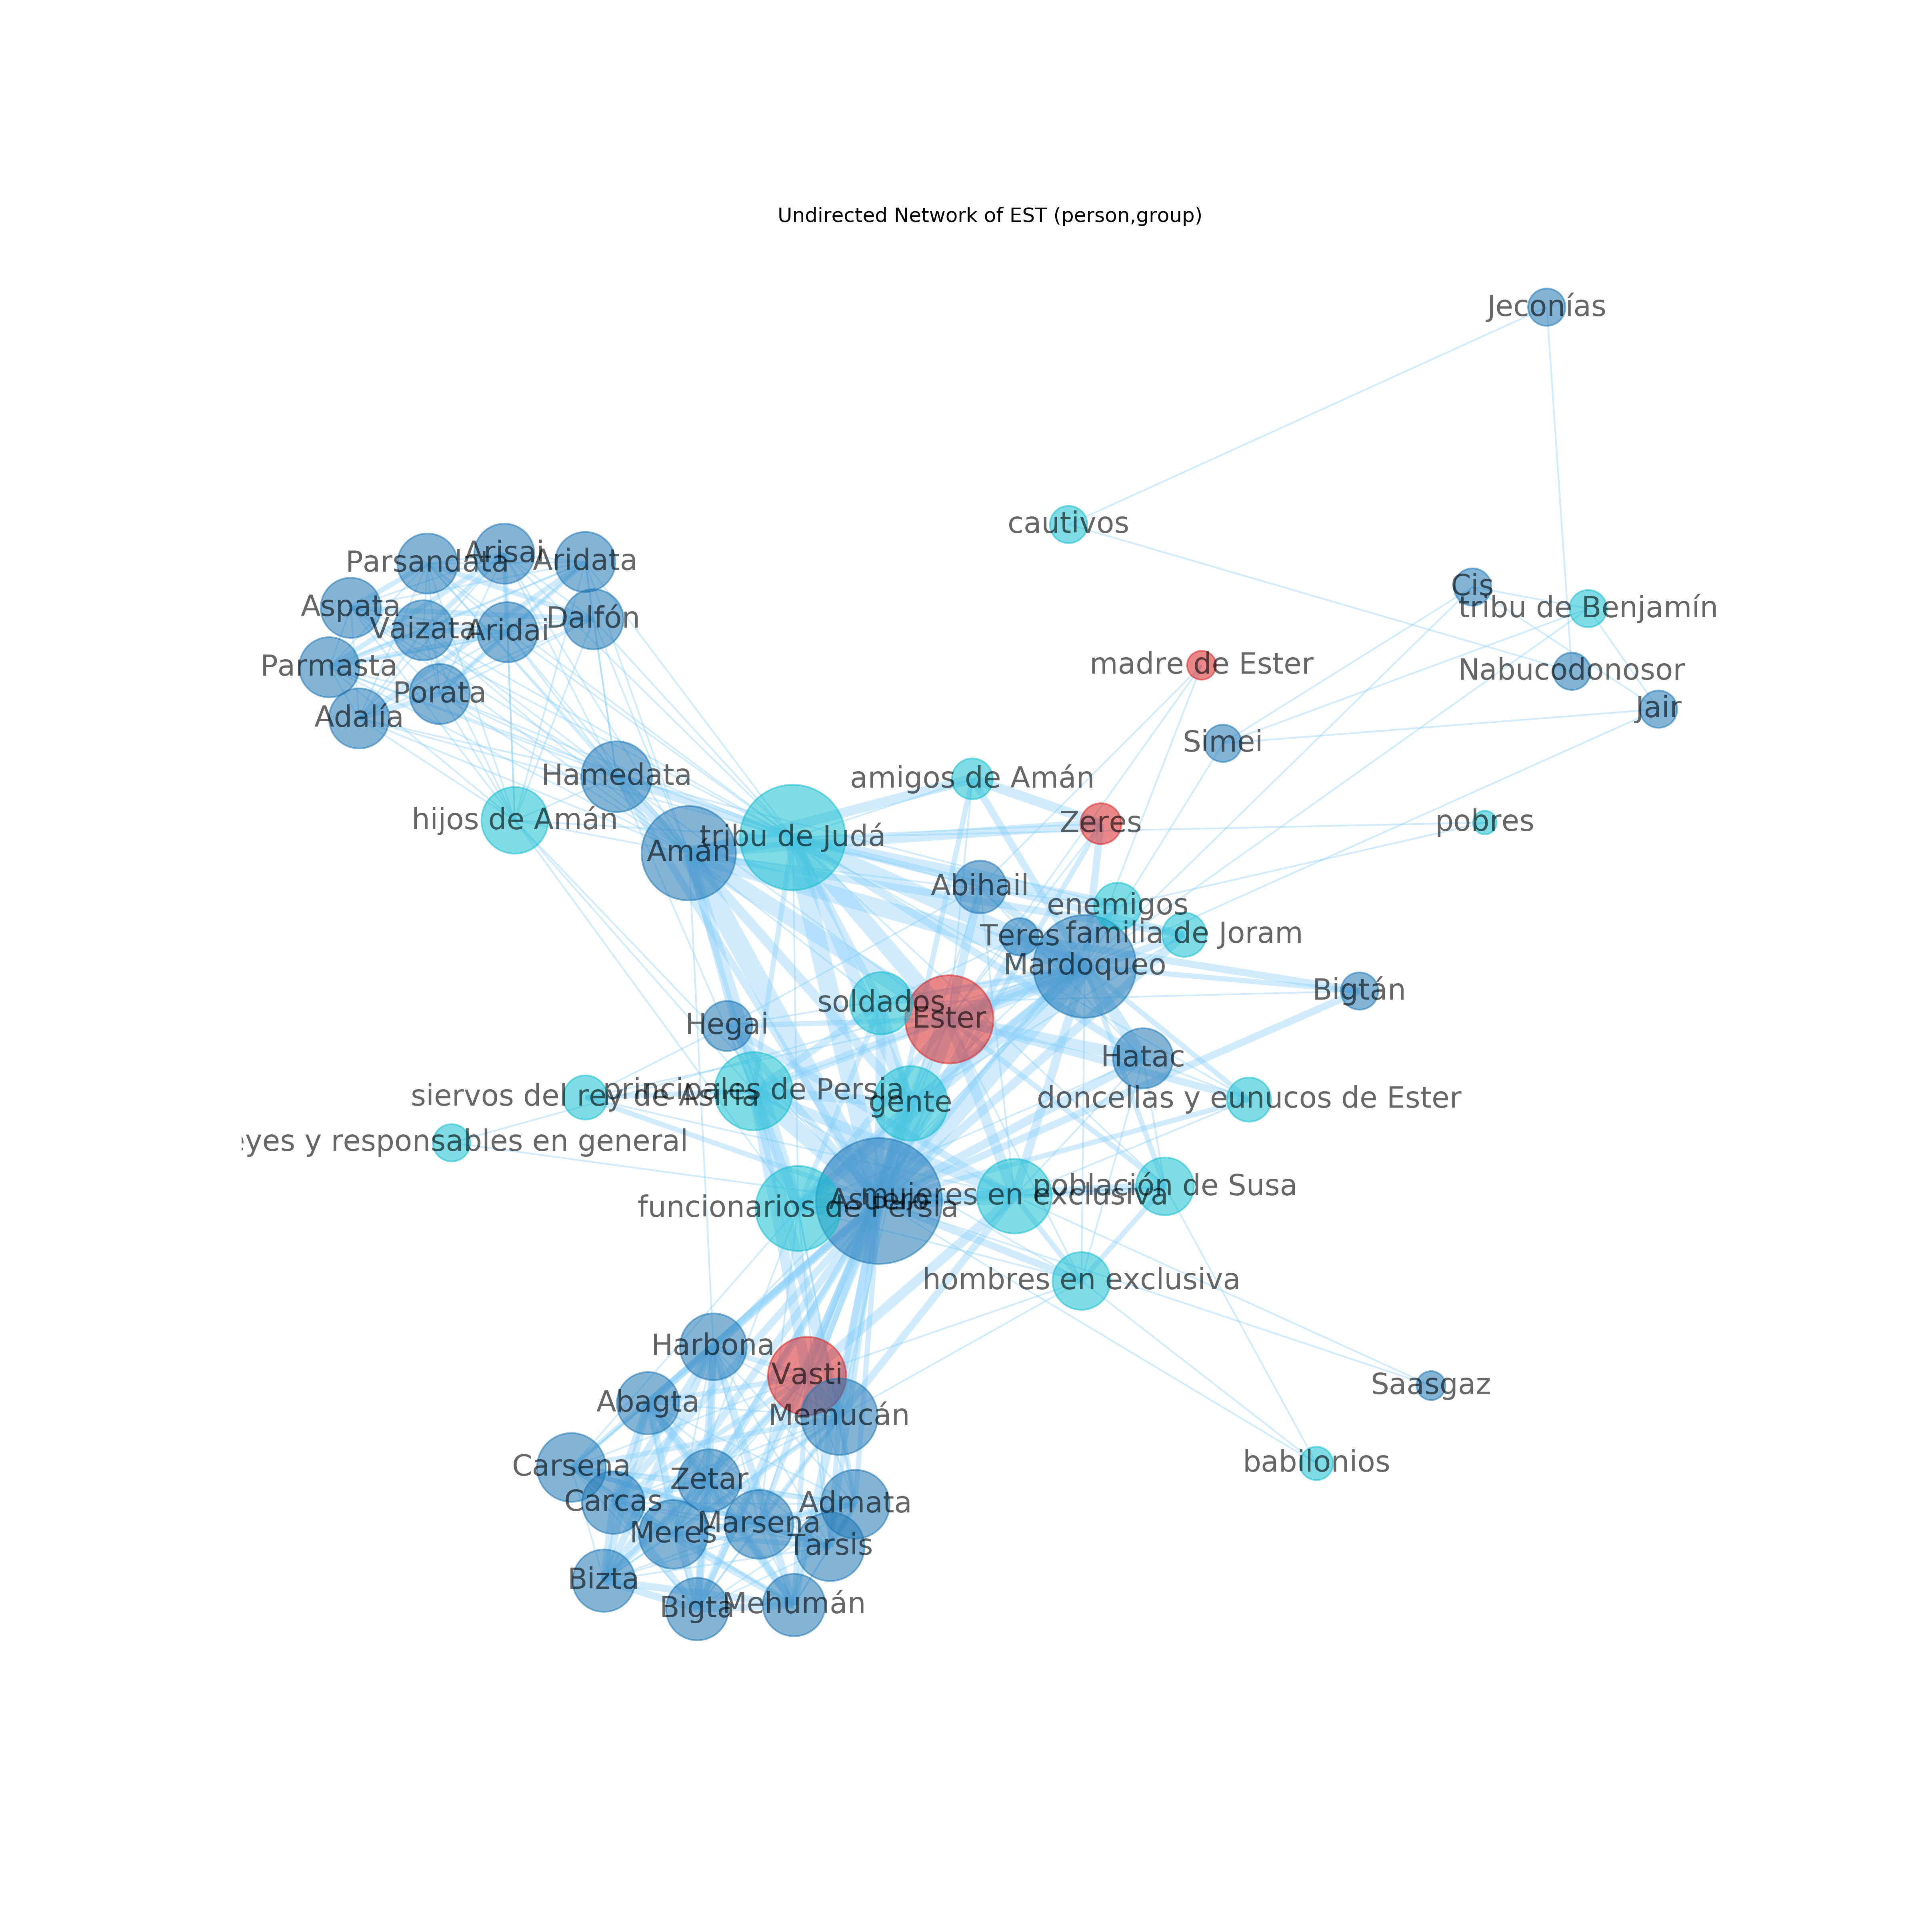 Undirected Network of EST (person,group)
Jeconías
cautivos
Parsandata
Arisai
Aridata
Cis
Aspata
tribu de Benjamín
Vaizata
Aridai
Dalfón
Parmasta
madre de Ester
Nabucodonosor
Porata
Adalía
Jair
Simei
Hamedata
amigos de Amán
hijos de Amán
tribu de Judá
Zeres
pobres
Amán
Abihail
enemigos
Teres
familia de Joram
Mardoqueo
soldados
Ester
Bigtán
Hegai
Hatac
siervos del rey de Asiria
principales de Persia
gente
doncellas y eunucos de Ester
eyes y responsables en general
funcionarios de Persia
Asuero
mujeres en exclusiva
población de Susa
hombres en exclusiva
Harbona
Vasti
Saasgaz
Abagta
Memucán
Carsena
Zetar
babilonios
Carcas
Admata
Meres
Marsena
Tarsis
Bizta
Bigta
Mehumán